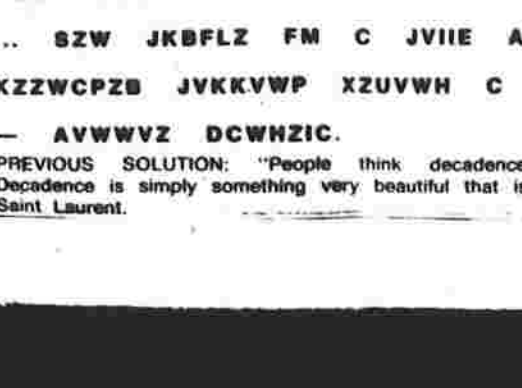 .. SZW JKBFLZ FM C JVIIE A
KZZWCPZB JVKKVWP XZUVWH C
— AVWWVZ DCWHZIC.
PREVIOUS SOLUTION: "People think decadence
Decadence is simply something very beautiful that is
Saint Laurent.